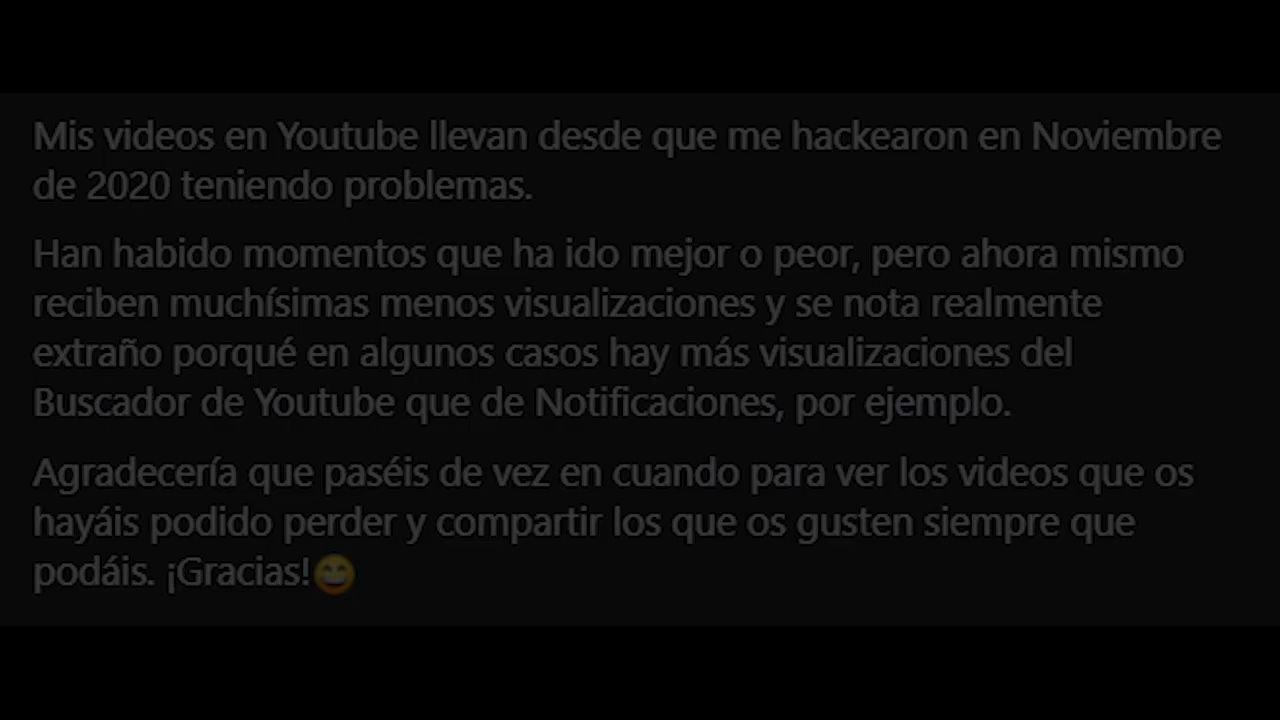 Mis videos en Youtube llevan desde que me hackearon en Noviembre
de 2020 teniendo problemas.
Han habido momentos que ha ido mejor o peor, pero ahora mismo
reciben muchísimas menos visualizaciones y se nota realmente
extraño porqué en algunos casos hay más visualizaciones del
Buscador de Youtube que de Notificaciones, por ejemplo.
Agradecería que paséis de vez en cuando para ver los videos que os
hayáis podido perder y compartir los que os gusten siempre que
podáis. ¡Gracias!😄